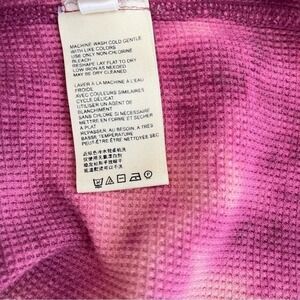 MACHINE WASH COLD GENTLE
WITH LIKE COLORS
USE ONLY NON-CHLORINE
BLEACH
RESHAPE LAY FLAT TO DRY
LOW IRON AS NEEDED
MAY BE DRY CLEANED
LAVER À LA MACHINE À L'EAU
FROIDE
AVEC COULEURS SIMILAIRES
CYCLE DÉLICAT
UTILISER UN AGENT DE
BLANCHIMENT
SANS CHLORE SI NÉCESSAIRE
METTRE EN FORME ET SÉCHER
À PLAT
REPASSER, AU BESOIN, À TRÈS
BASSE TEMPÉRATURE
PEUT-ÊTRE ÊTRE NETTOYÉE SEC